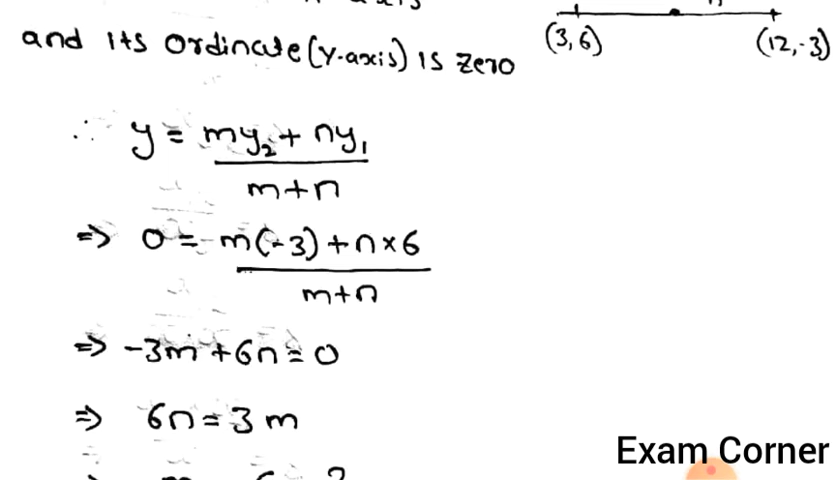 and its ordinate (y-axis) is zero
(3,6)
(12,-3)
∴ y = my₂ + ny₁
m+n
⇒ 0 = m(-3) + n×6
m+n
⇒ -3m + 6n = 0
⇒ 6n = 3m
Exam Corner